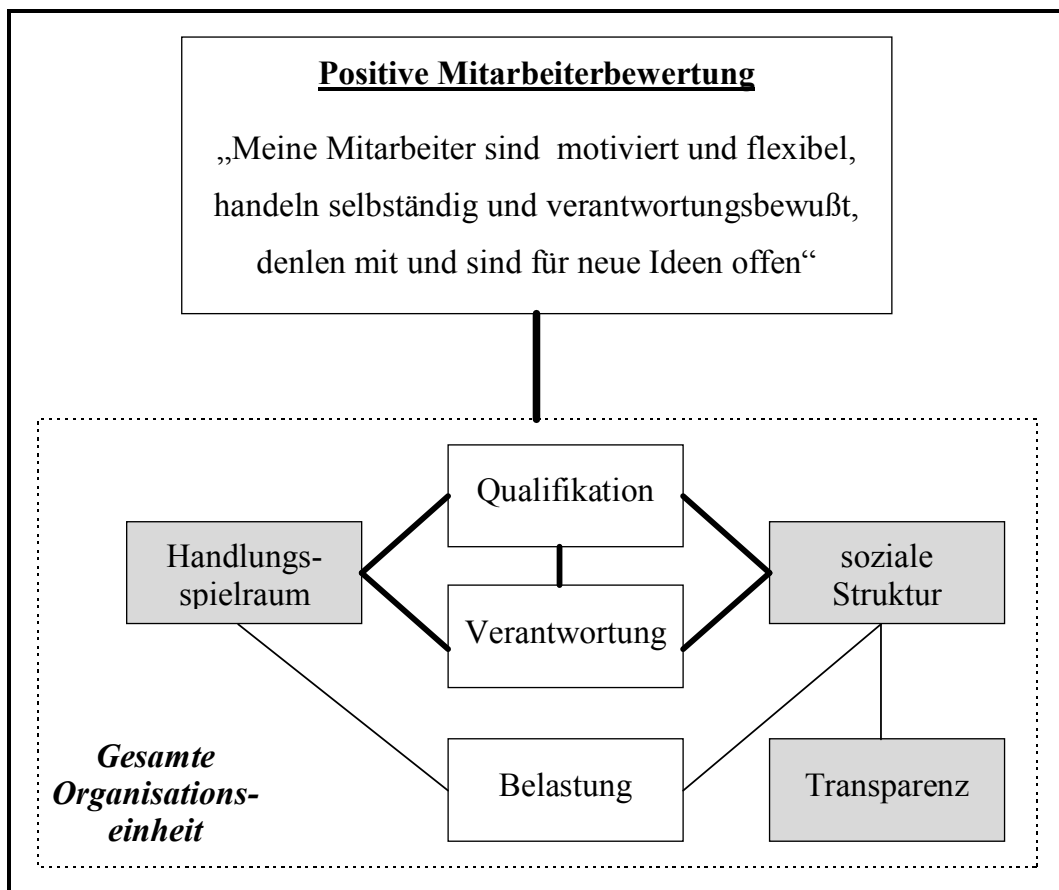 Positive Mitarbeiterbewertung
„Meine Mitarbeiter sind motiviert und flexibel,
handeln selbständig und verantwortungsbewußt,
denlen mit und sind für neue Ideen offen“
Qualifikation
Handlungs-
spielraum
soziale
Struktur
Verantwortung
Gesamte
Organisations-
einheit
Belastung
Transparenz